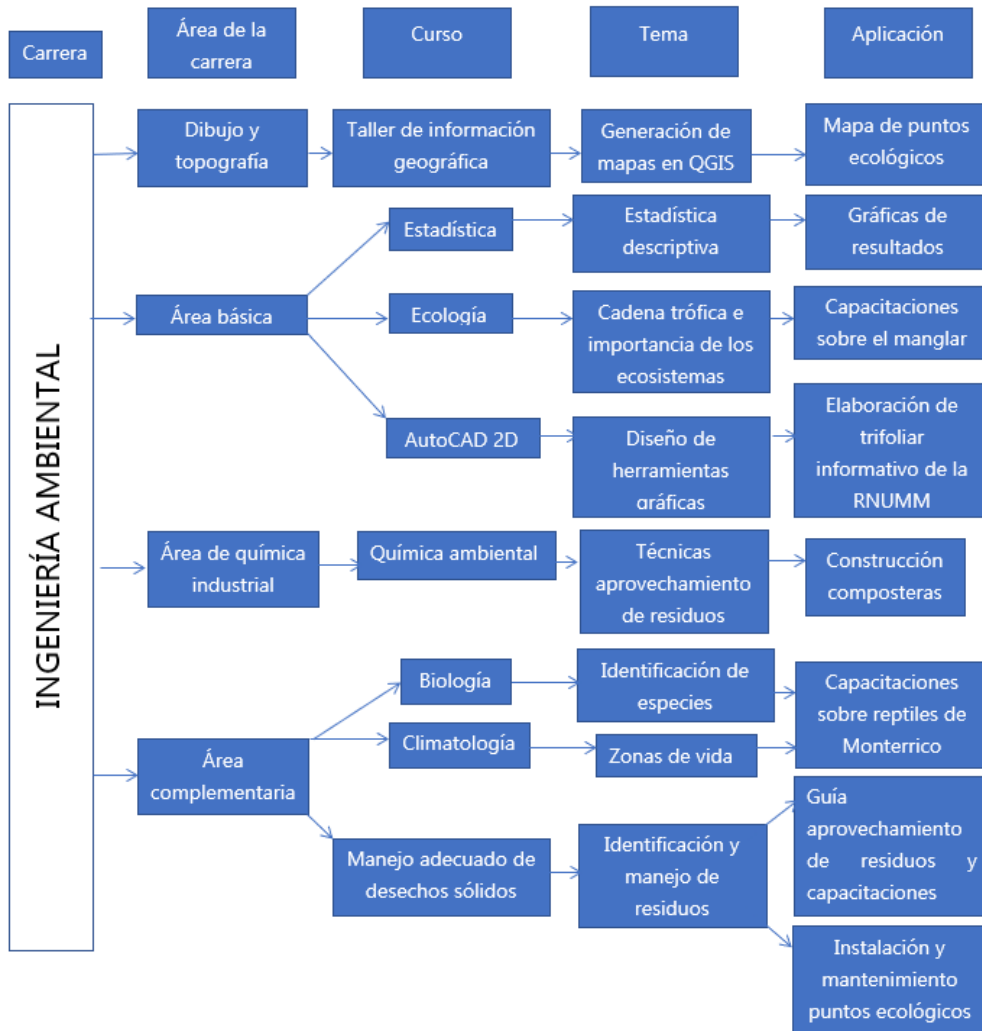 Carrera
Área de la
carrera
Curso
Tema
Aplicación
INGENIERÍA AMBIENTAL
Dibujo y
topografía
Taller de información
geográfica
Generación de
mapas en QGIS
Mapa de puntos
ecológicos
Área básica
Estadística
Estadística
descriptiva
Gráficas de
resultados
Ecología
Cadena trófica e
importancia de los
ecosistemas
Capacitaciones
sobre el manglar
AutoCAD 2D
Diseño de
herramientas
gráficas
Elaboración de
trifoliar
informativo de la
RNUMM
Área de química
industrial
Química ambiental
Técnicas
aprovechamiento
de residuos
Construcción
composteras
Área
complementaria
Biología
Identificación de
especies
Capacitaciones
sobre reptiles de
Monterrico
Climatología
Zonas de vida
Manejo adecuado de
desechos sólidos
Identificación y
manejo de
residuos
Guía
aprovechamiento
de residuos y
capacitaciones
Instalación y
mantenimiento
puntos ecológicos